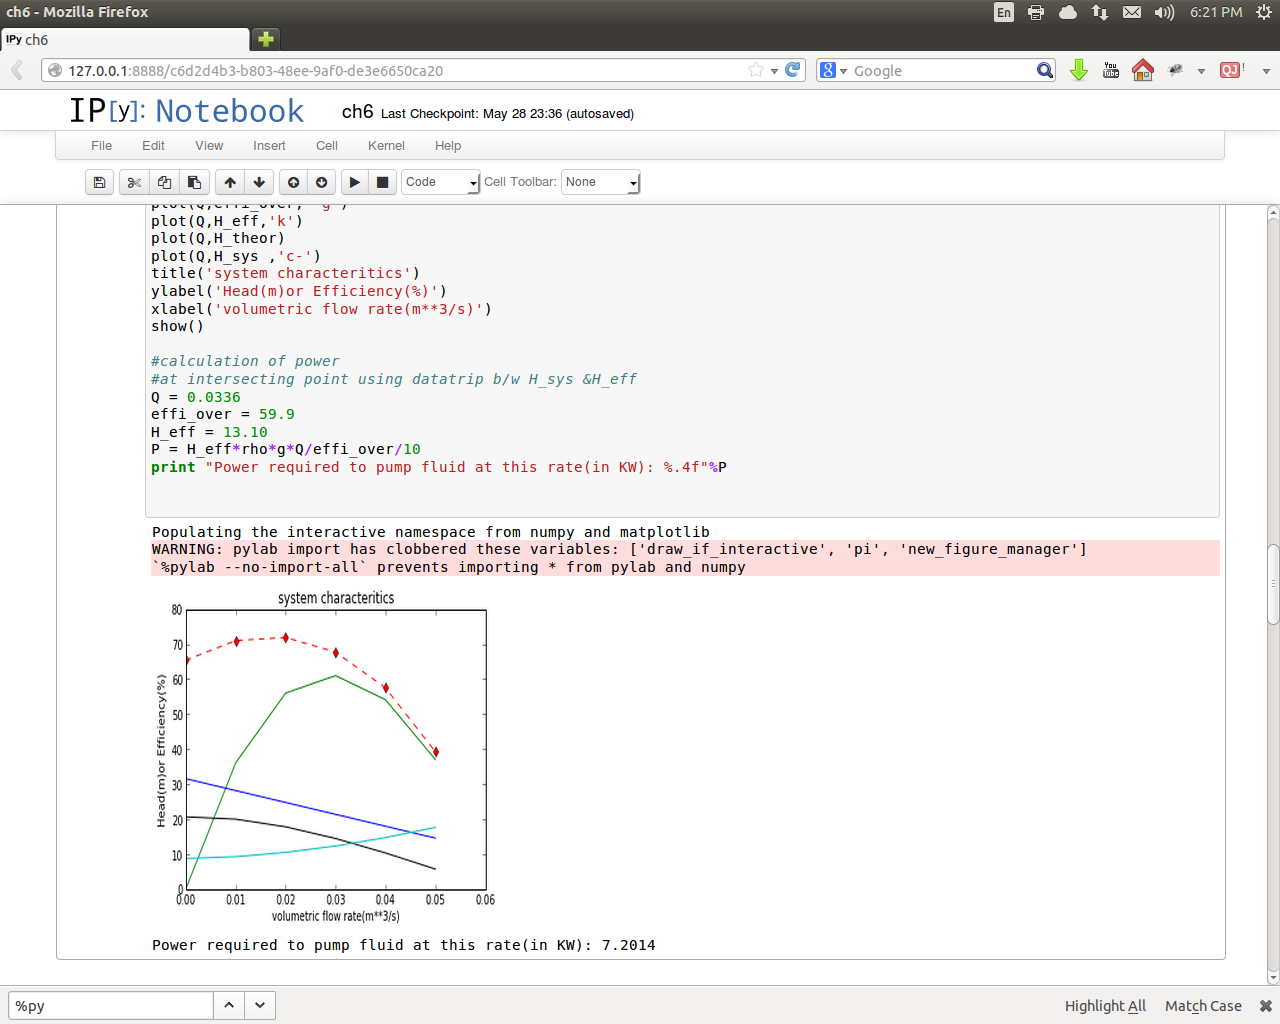 ch6 - Mozilla Firefox
En
6:21 PM
IPy ch6
127.0.0.1:8888/c6d2d4b3-b803-48ee-9af0-de3e6650ca20
Google
You Tube
QJ !
IP[y]: Notebook
ch6 Last Checkpoint: May 28 23:36 (autosaved)
File Edit View Insert Cell Kernel Help
Code Cell Toolbar: None
plot(Q,effi_over, 'g')
plot(Q,H_eff,'k')
plot(Q,H_theor)
plot(Q,H_sys ,'c-')
title('system characteritics')
ylabel('Head(m)or Efficiency(%)')
xlabel('volumetric flow rate(m**3/s)')
show()
#calculation of power
#at intersecting point using datatrip b/w H_sys &H_eff
Q = 0.0336
effi_over = 59.9
H_eff = 13.10
P = H_eff*rho*g*Q/effi_over/10
print "Power required to pump fluid at this rate(in KW): %.4f"%P
Populating the interactive namespace from numpy and matplotlib
WARNING: pylab import has clobbered these variables: ['draw_if_interactive', 'pi', 'new_figure_manager']
`%pylab --no-import-all` prevents importing * from pylab and numpy
system characteritics
80
70
60
50
40
30
20
10
0
Head(m)or Efficiency(%)
0.00 0.01 0.02 0.03 0.04 0.05 0.06
volumetric flow rate(m**3/s)
Power required to pump fluid at this rate(in KW): 7.2014
%py
Highlight All Match Case